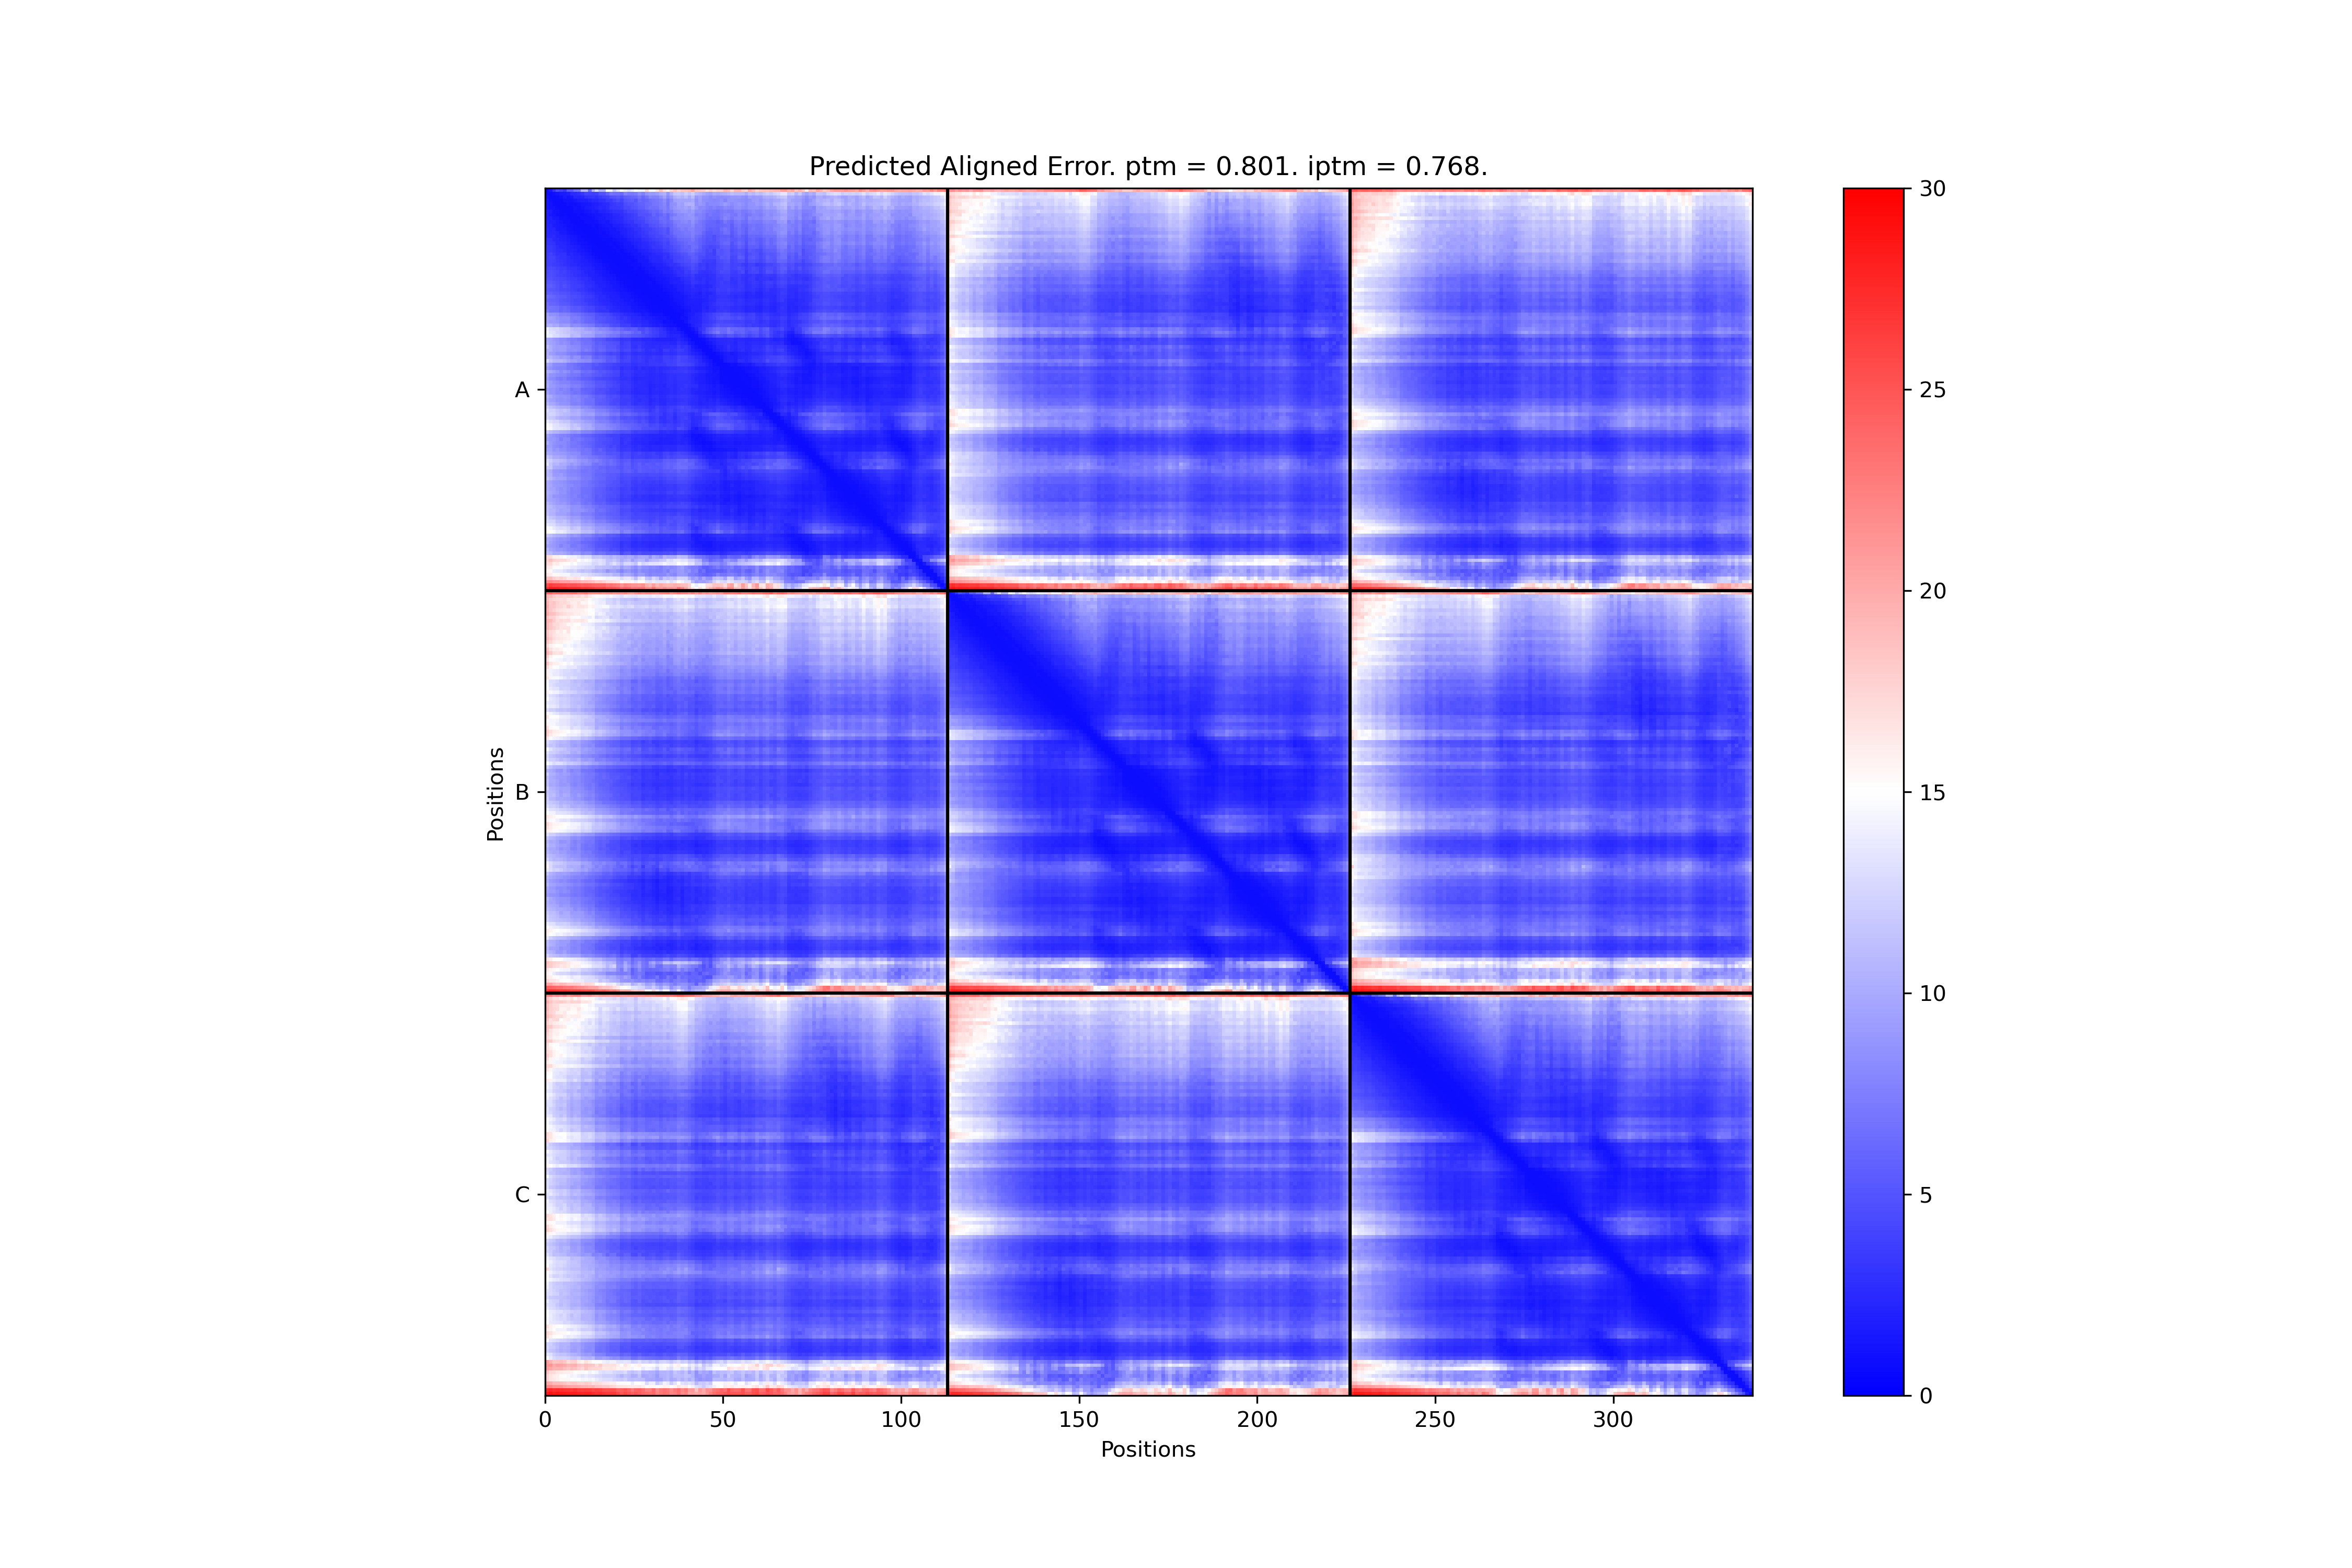 Predicted Aligned Error. ptm = 0.801. iptm = 0.768.
A
B
C
Positions
0 50 100 150 200 250 300
Positions
30
25
20
15
10
5
0